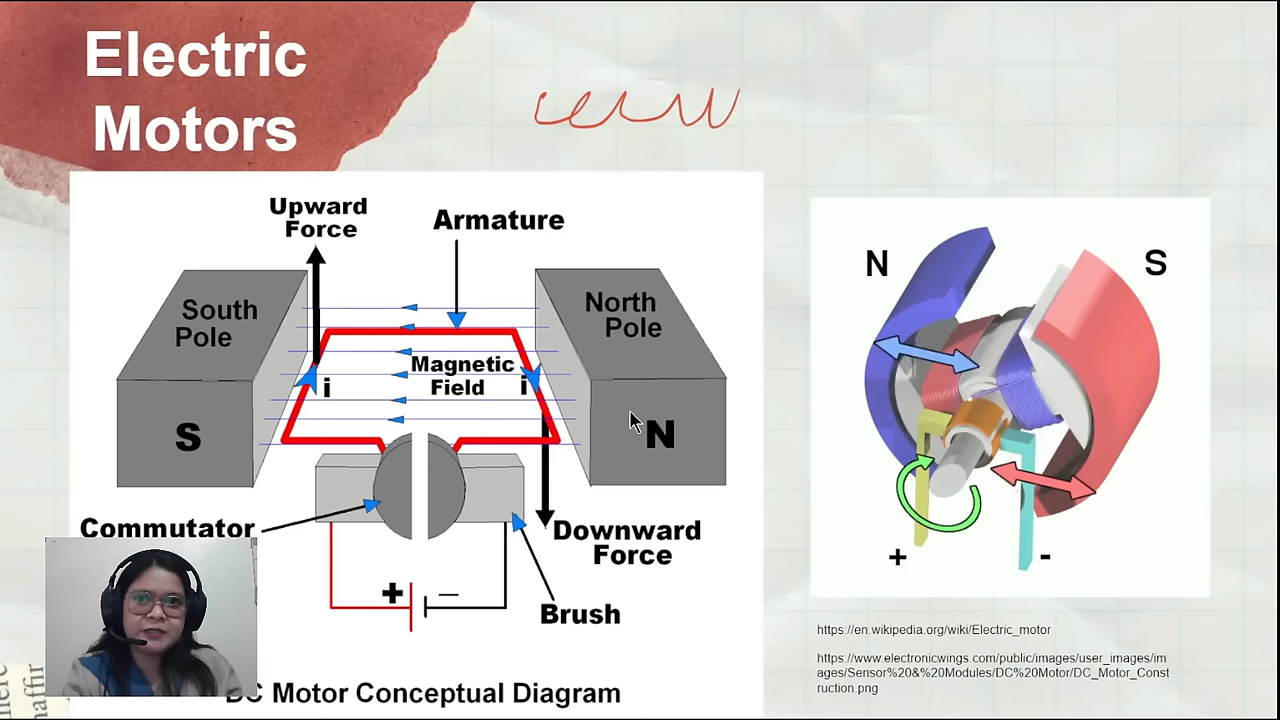 Electric
Motors
Upward
Force
Armature
South
Pole
North
Pole
Magnetic
Field
i
i
S
N
Commutator
Downward
Force
+
–
Brush
DC Motor Conceptual Diagram
N
S
+
-
https://en.wikipedia.org/wiki/Electric_motor
https://www.electronicwings.com/public/images/user_images/im
ages/Sensor%20&%20Modules/DC%20Motor/DC_Motor_Const
ruction.png